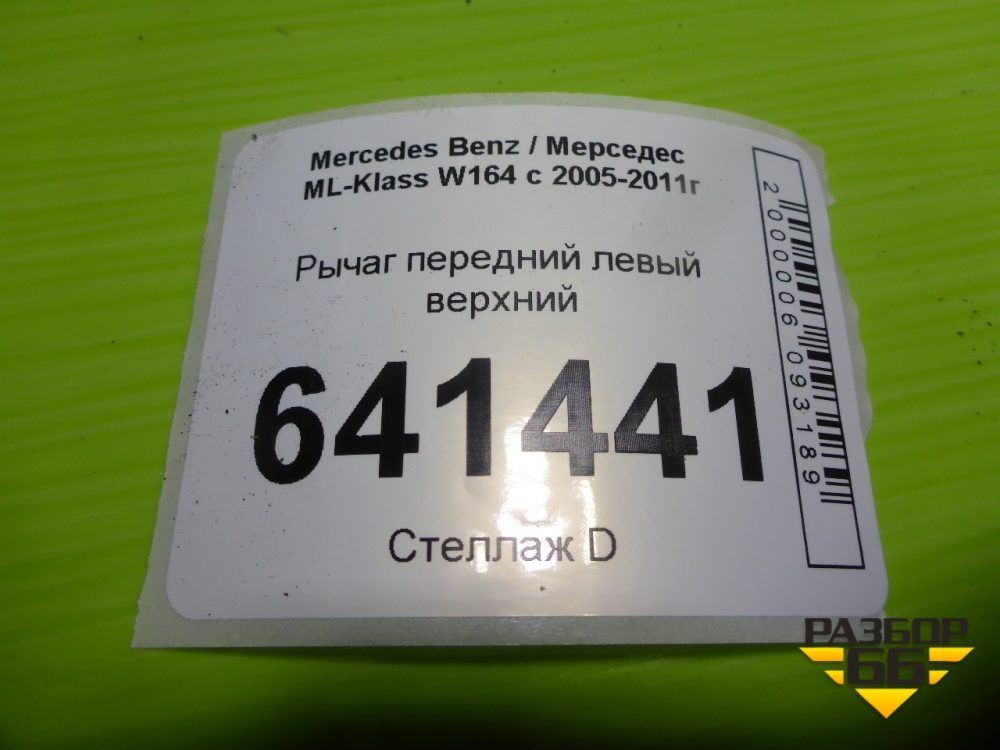 Mercedes Benz / Мерседес
ML-Klass W164 с 2005-2011г
Рычаг передний левый
верхний
641441
Стеллаж D
2000006093189
РАЗБОР
66